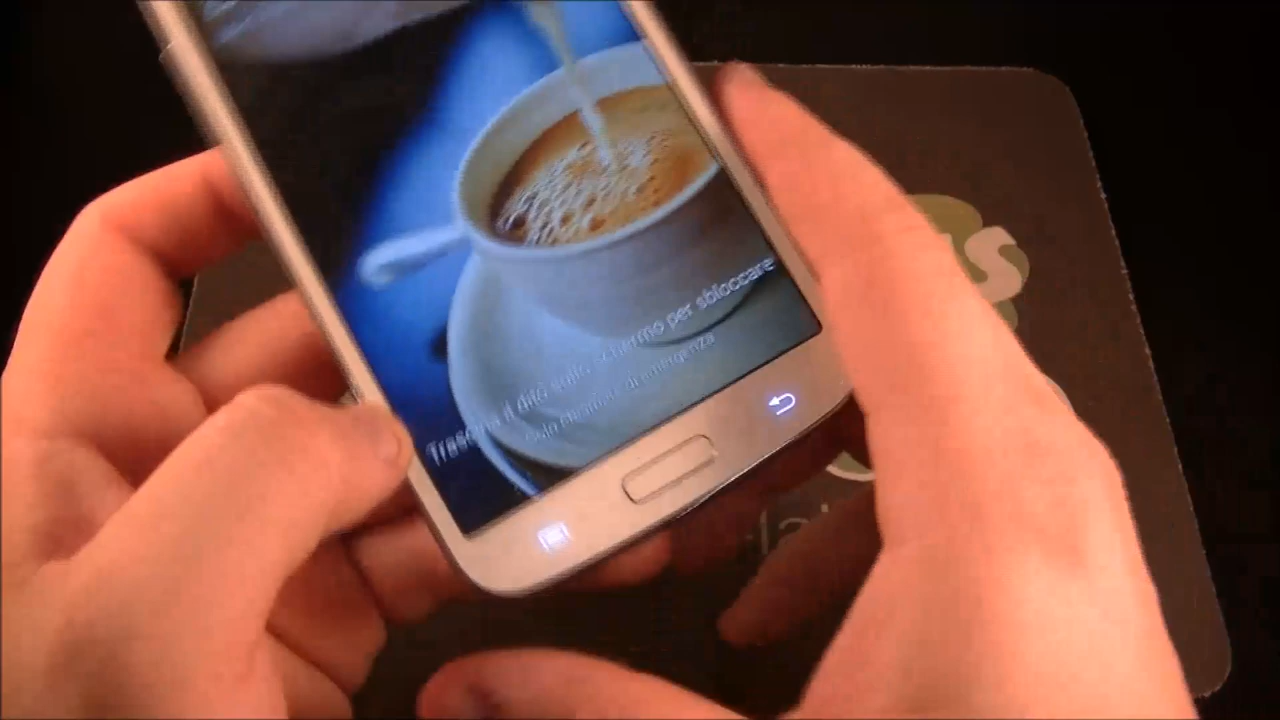 Trascina il dito sullo schermo per sbloccare
Solo chiamate di emergenza